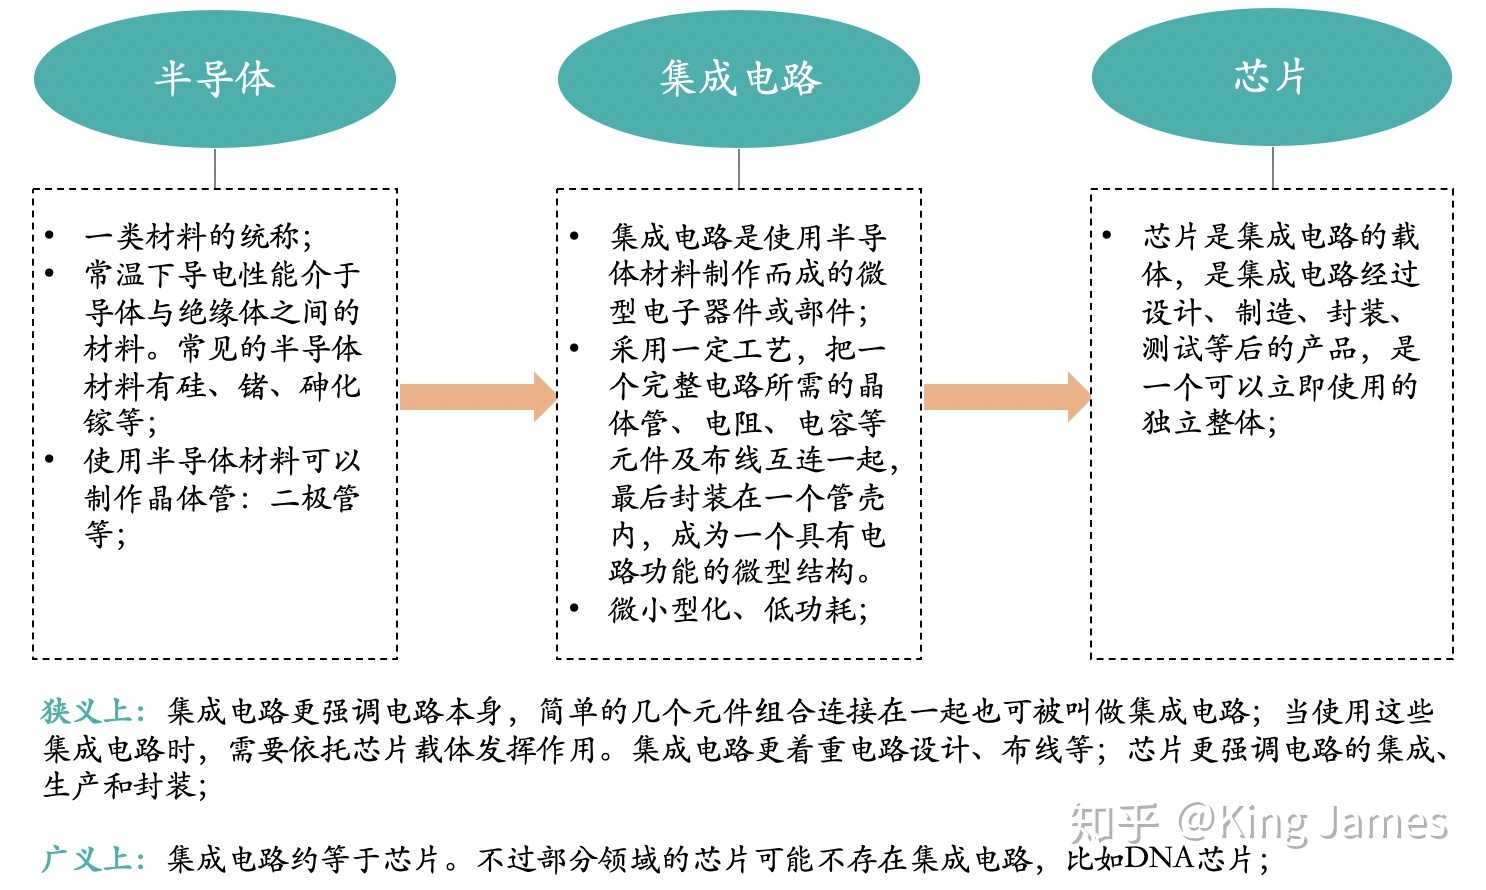 半导体
集成电路
芯片
• 一类材料的统称；
• 常温下导电性能介于
导体与绝缘体之间的
材料。常见的半导体
材料有硅、锗、砷化
镓等；
• 使用半导体材料可以
制作晶体管：二极管
等；
• 集成电路是使用半导
体材料制作而成的微
型电子器件或部件；
• 采用一定工艺，把一
个完整电路所需的晶
体管、电阻、电容等
元件及布线互连一起，
最后封装在一个管壳
内，成为一个具有电
路功能的微型结构。
• 微小型化、低功耗；
• 芯片是集成电路的载
体，是集成电路经过
设计、制造、封装、
测试等后的产品，是
一个可以立即使用的
独立整体；
狭义上：集成电路更强调电路本身，简单的几个元件组合连接在一起也可被叫做集成电路；当使用这些
集成电路时，需要依托芯片载体发挥作用。集成电路更着重电路设计、布线等；芯片更强调电路的集成、
生产和封装；
广义上：集成电路约等于芯片。不过部分领域的芯片可能不存在集成电路，比如DNA芯片；
知乎 @King James